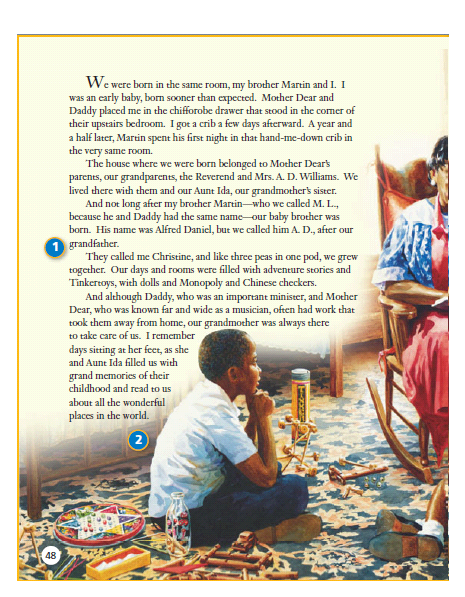 We were born in the same room, my brother Martin and I. I
was an early baby, born sooner than expected. Mother Dear and
Daddy placed me in the chifforobe drawer that stood in the corner of
their upstairs bedroom. I got a crib a few days afterward. A year and
a half later, Martin spent his first night in that hand-me-down crib in
the very same room.
The house where we were born belonged to Mother Dear's
parents, our grandparents, the Reverend and Mrs. A. D. Williams. We
lived there with them and our Aunt Ida, our grandmother's sister.
And not long after my brother Martin—who we called M. L.,
because he and Daddy had the same name—our baby brother was
born. His name was Alfred Daniel, but we called him A. D., after our
1 grandfather.
They called me Christine, and like three peas in one pod, we grew
together. Our days and rooms were filled with adventure stories and
Tinkertoys, with dolls and Monopoly and Chinese checkers.
And although Daddy, who was an important minister, and Mother
Dear, who was known far and wide as a musician, often had work that
took them away from home, our grandmother was always there
to take care of us. I remember
days sitting at her feet, as she
and Aunt Ida filled us with
grand memories of their
childhood and read to us
about all the wonderful
places in the world.
2
48